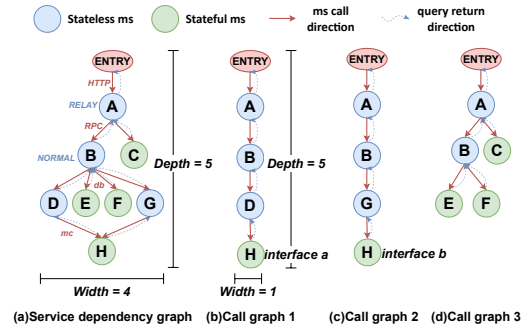 Stateless ms
Stateful ms
ms call
direction
query return
direction
ENTRY
HTTP
RELAY
A
RPC
NORMAL
B
C
db
D
E
F
G
mc
H
Depth = 5
Width = 4
(a)Service dependency graph
ENTRY
A
B
D
H
interface a
Depth = 5
Width = 1
(b)Call graph 1
ENTRY
A
B
G
H
interface b
(c)Call graph 2
ENTRY
A
B
C
E
F
(d)Call graph 3